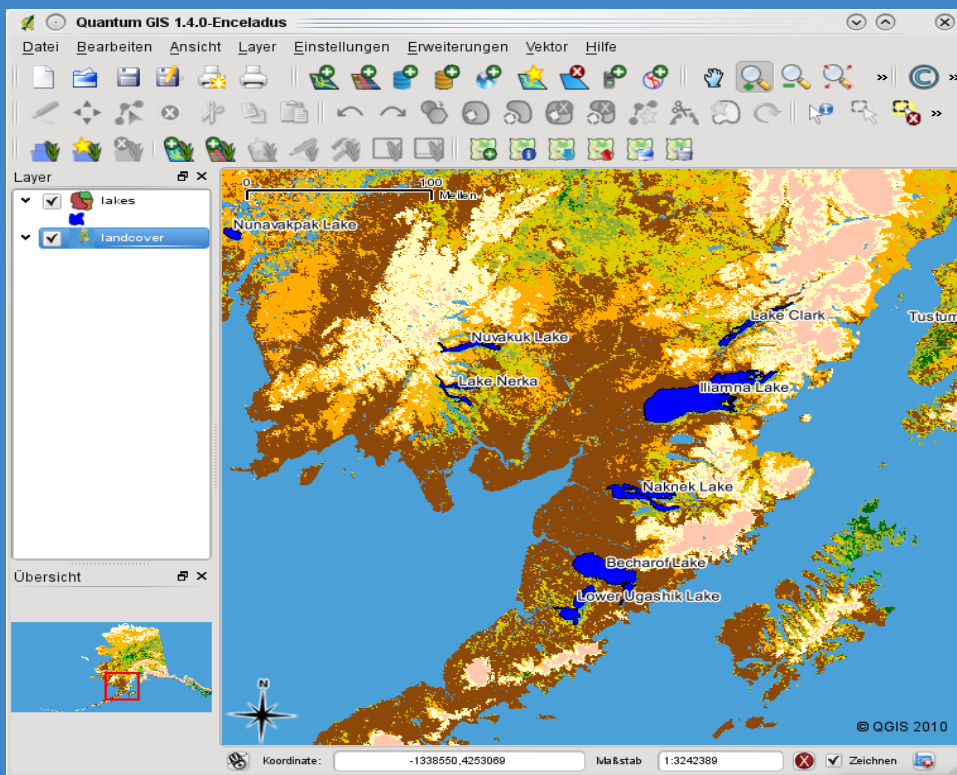 Quantum GIS 1.4.0-Enceladus
Datei Bearbeiten Ansicht Layer Einstellungen Erweiterungen Vektor Hilfe
Layer
lakes
landcover
0 100
Meilen
Nunavakpak Lake
Lake Clark
Tustum
Nuvakuk Lake
Lake Nerka
Iliamna Lake
Naknek Lake
Becharof Lake
Lower Ugashik Lake
Übersicht
N
© QGIS 2010
Koordinate: -1338550,4253069 Maßstab 1:3242389 Zeichnen